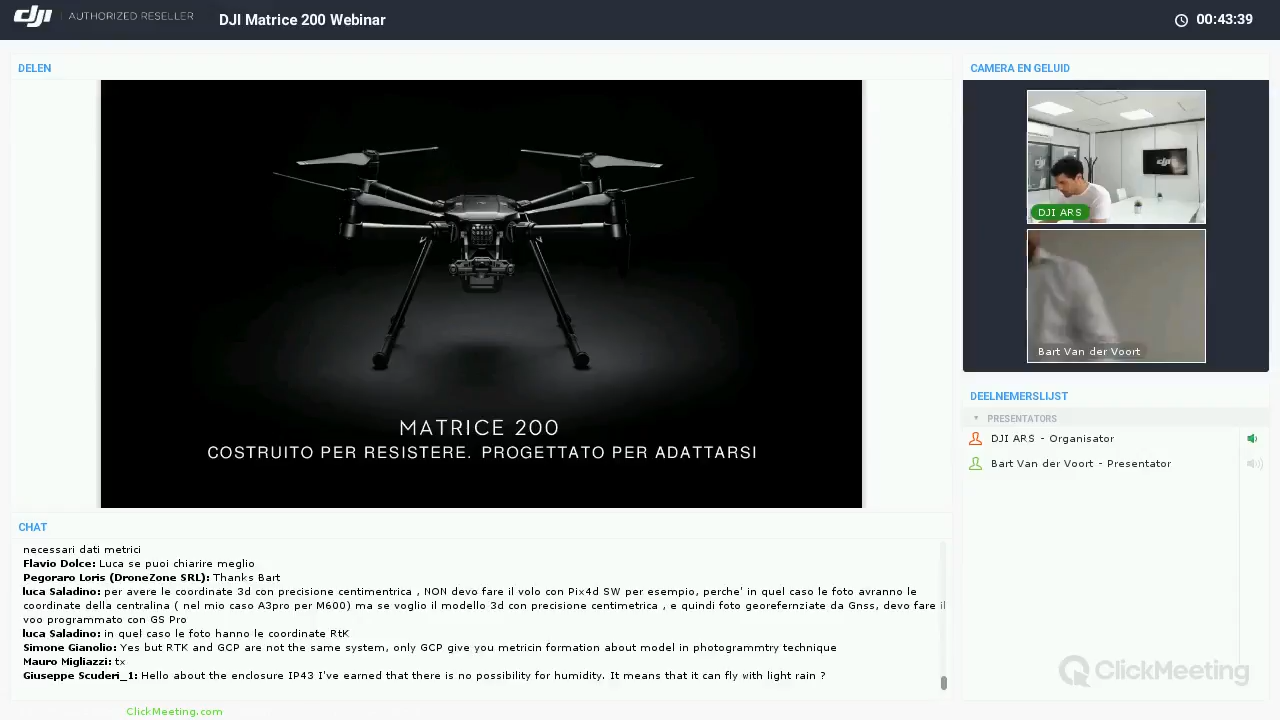 dji AUTHORIZED RESELLER DJI Matrice 200 Webinar 00:43:39
DELEN
MATRICE 200
COSTRUITO PER RESISTERE. PROGETTATO PER ADATTARSI
CHAT
necessari dati metrici
Flavio Dolce: Luca se puoi chiarire meglio
Pegoraro Loris (DroneZone SRL): Thanks Bart
luca Saladino: per avere le coordinate 3d con precisione centimentrica , NON devo fare il volo con Pix4d SW per esempio, perche' in quel caso le foto avranno le
coordinate della centralina ( nel mio caso A3pro per M600) ma se voglio il modello 3d con precisione centimetrica , e quindi foto georefernziate da Gnss, devo fare il
voo programmato con GS Pro
luca Saladino: in quel caso le foto hanno le coordinate RtK
Simone Gianolio: Yes but RTK and GCP are not the same system, only GCP give you metricin formation about model in photogrammtry technique
Mauro Migliazzi: tx
Giuseppe Scuderi_1: Hello about the enclosure IP43 I've earned that there is no possibility for humidity. It means that it can fly with light rain ?
ClickMeeting.com
CAMERA EN GELUID
dji
dji
DJI ARS
Bart Van der Voort
DEELNEMERSLIJST
PRESENTATORS
DJI ARS - Organisator
Bart Van der Voort - Presentator
ClickMeeting